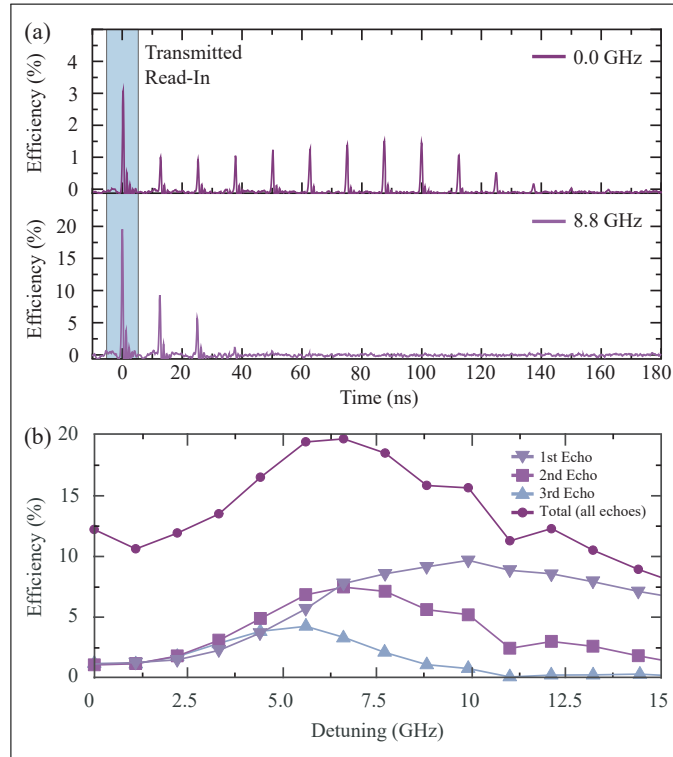 (a)
Transmitted
Read-In
0.0 GHz
Efficiency (%)
5
4
3
2
1
0
8.8 GHz
Efficiency (%)
20
15
10
5
0
0 20 40 60 80 100 120 140 160 180
Time (ns)
(b)
20
15
10
5
0
Efficiency (%)
1st Echo
2nd Echo
3rd Echo
Total (all echoes)
0 2.5 5.0 7.5 10 12.5 15
Detuning (GHz)